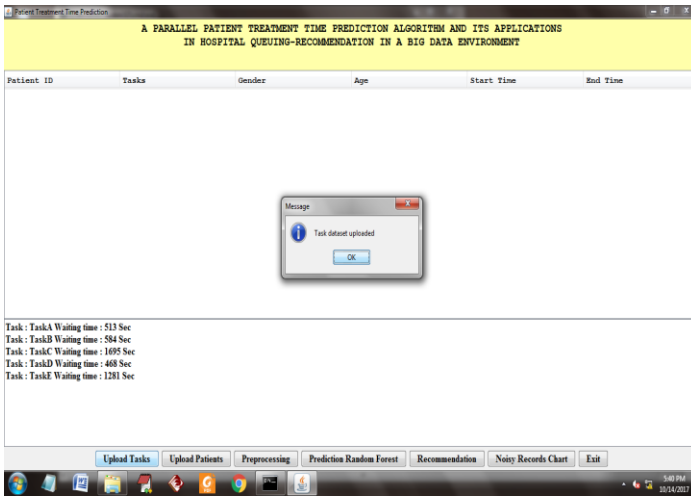 Patient Treatment Time Prediction
A PARALLEL PATIENT TREATMENT TIME PREDICTION ALGORITHM AND ITS APPLICATIONS
IN HOSPITAL QUEUING-RECOMMENDATION IN A BIG DATA ENVIRONMENT
Patient ID Tasks Gender Age Start Time End Time
Message
Task dataset uploaded
OK
Task : TaskA Waiting time : 513 Sec
Task : TaskB Waiting time : 584 Sec
Task : TaskC Waiting time : 1695 Sec
Task : TaskD Waiting time : 468 Sec
Task : TaskE Waiting time : 1281 Sec
Upload Tasks Upload Patients Preprocessing Prediction Random Forest Recommendation Noisy Records Chart Exit
5:40 PM
10/14/2017